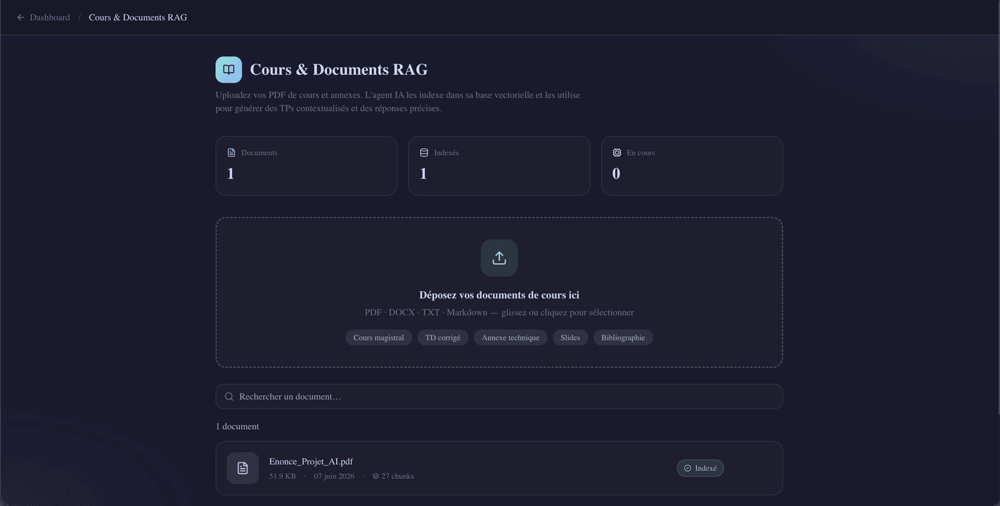 Dashboard / Cours & Documents RAG
Cours & Documents RAG
Uploadez vos PDF de cours et annexes. L'agent IA les indexe dans sa base vectorielle et les utilise
pour générer des TPs contextualisés et des réponses précises.
Documents
1
Indexés
1
En cours
0
Déposez vos documents de cours ici
PDF · DOCX · TXT · Markdown — glissez ou cliquez pour sélectionner
Cours magistral
TD corrigé
Annexe technique
Slides
Bibliographie
Rechercher un document…
1 document
Enonce_Projet_AI.pdf
51.9 KB · 07 juin 2026 · 27 chunks
Indexé